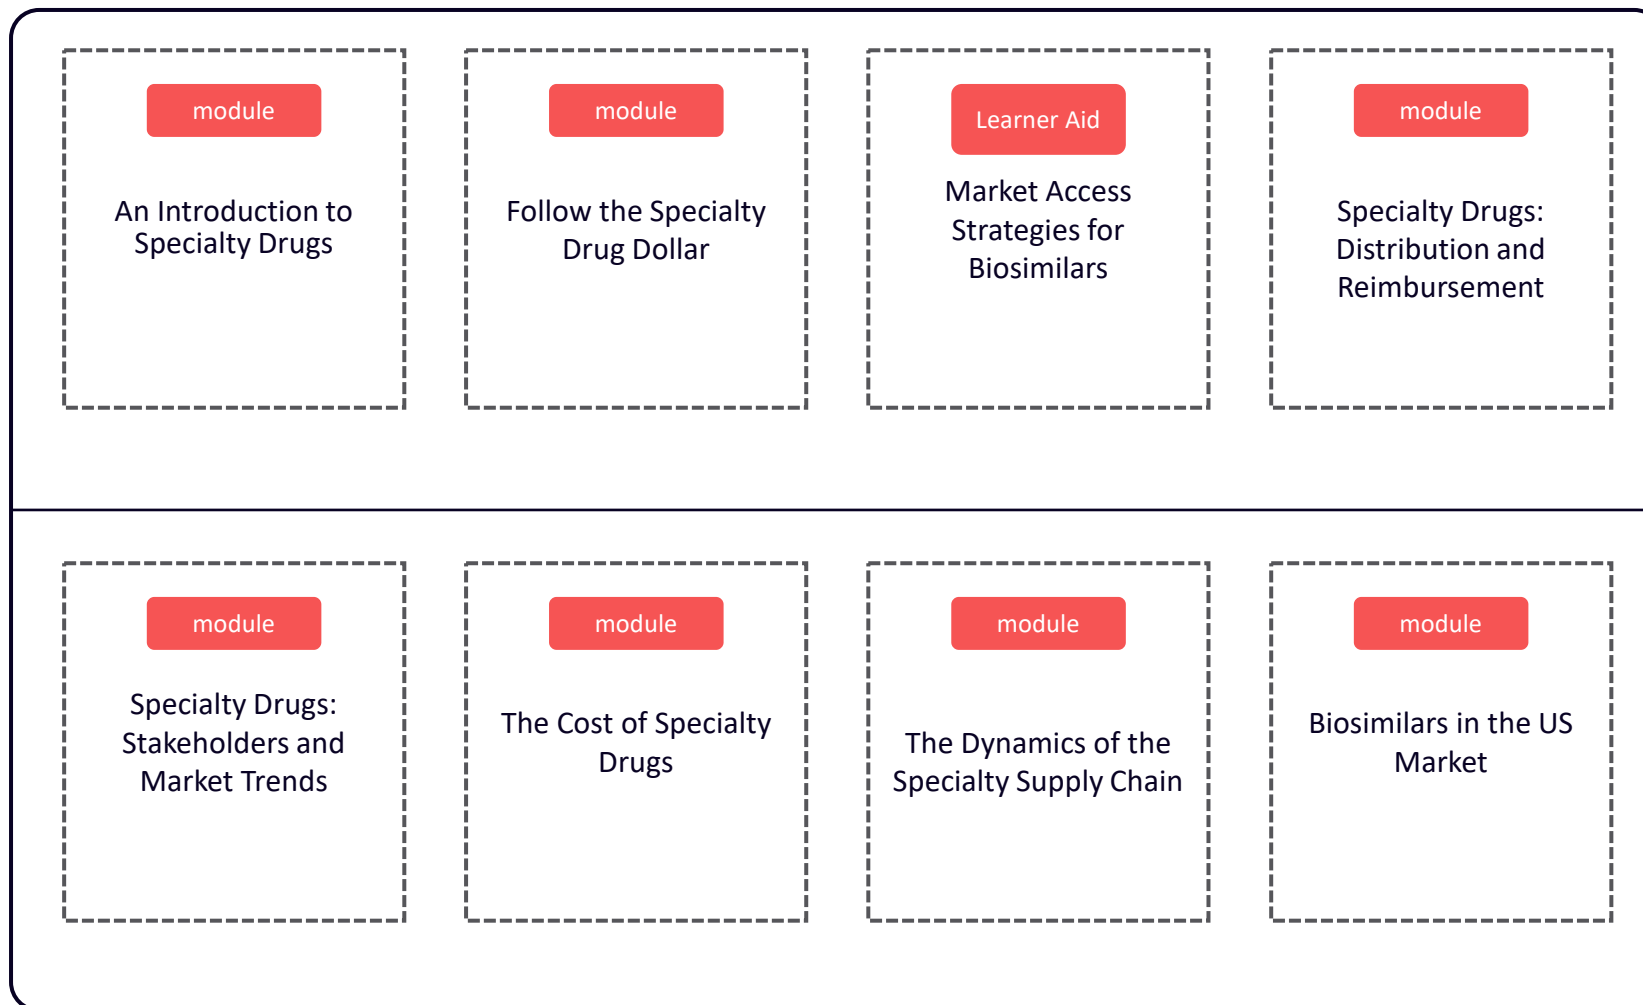 module
An Introduction to
Specialty Drugs
module
Follow the Specialty
Drug Dollar
Learner Aid
Market Access
Strategies for
Biosimilars
module
Specialty Drugs:
Distribution and
Reimbursement
module
Specialty Drugs:
Stakeholders and
Market Trends
module
The Cost of Specialty
Drugs
module
The Dynamics of the
Specialty Supply Chain
module
Biosimilars in the US
Market